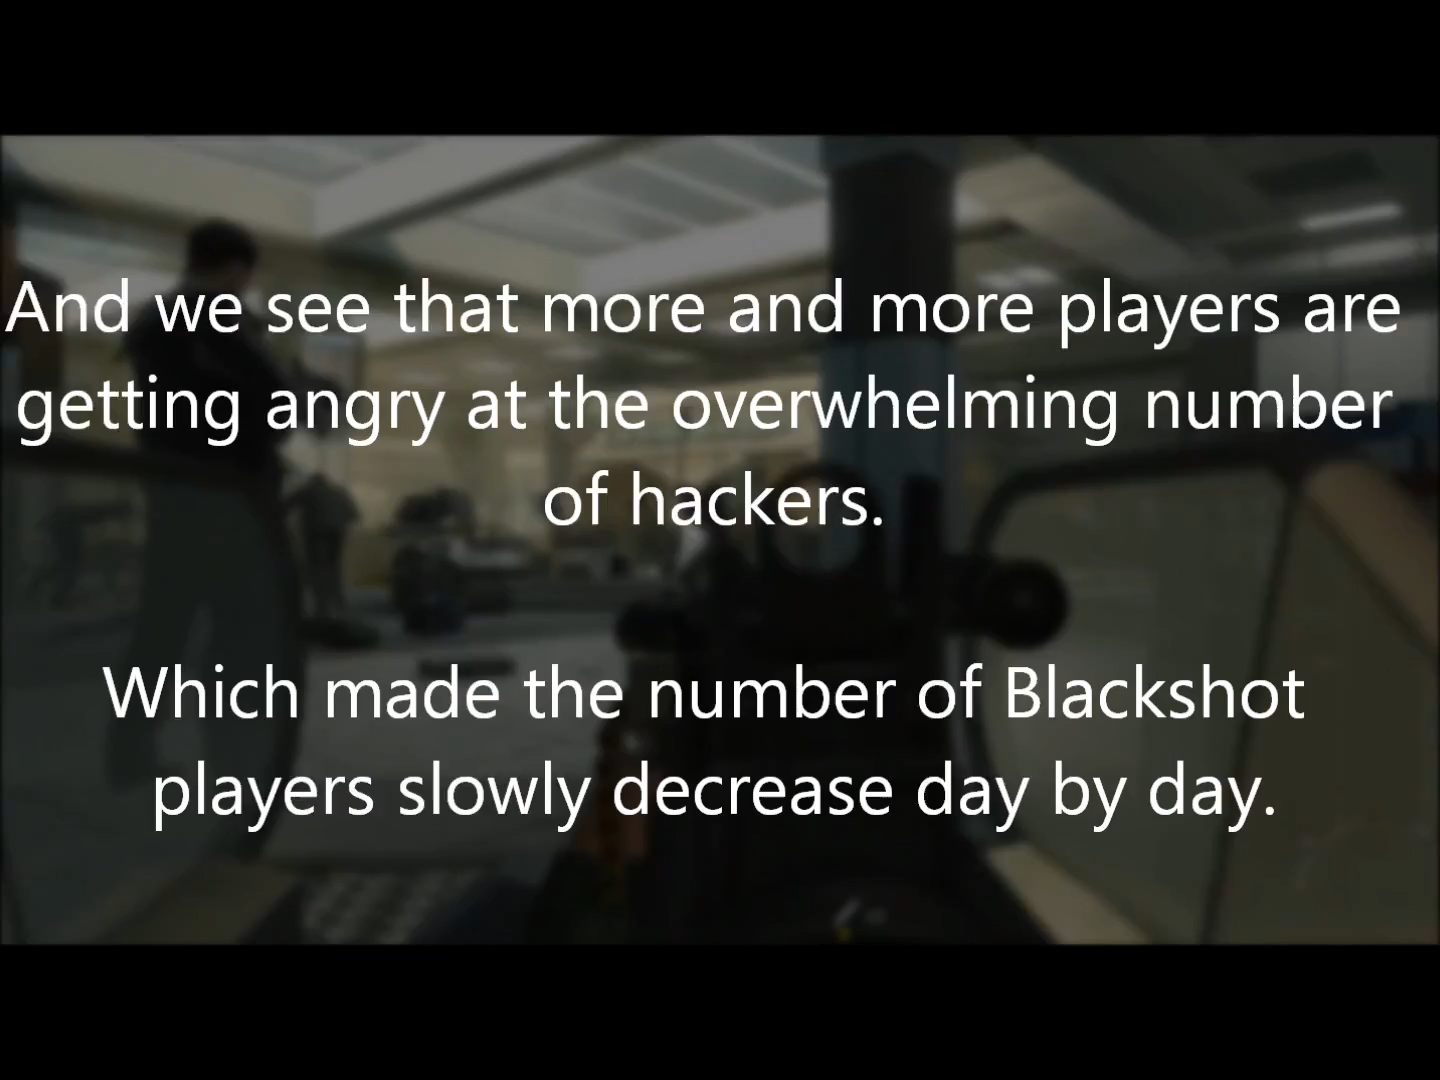 And we see that more and more players are
getting angry at the overwhelming number
of hackers.
Which made the number of Blackshot
players slowly decrease day by day.